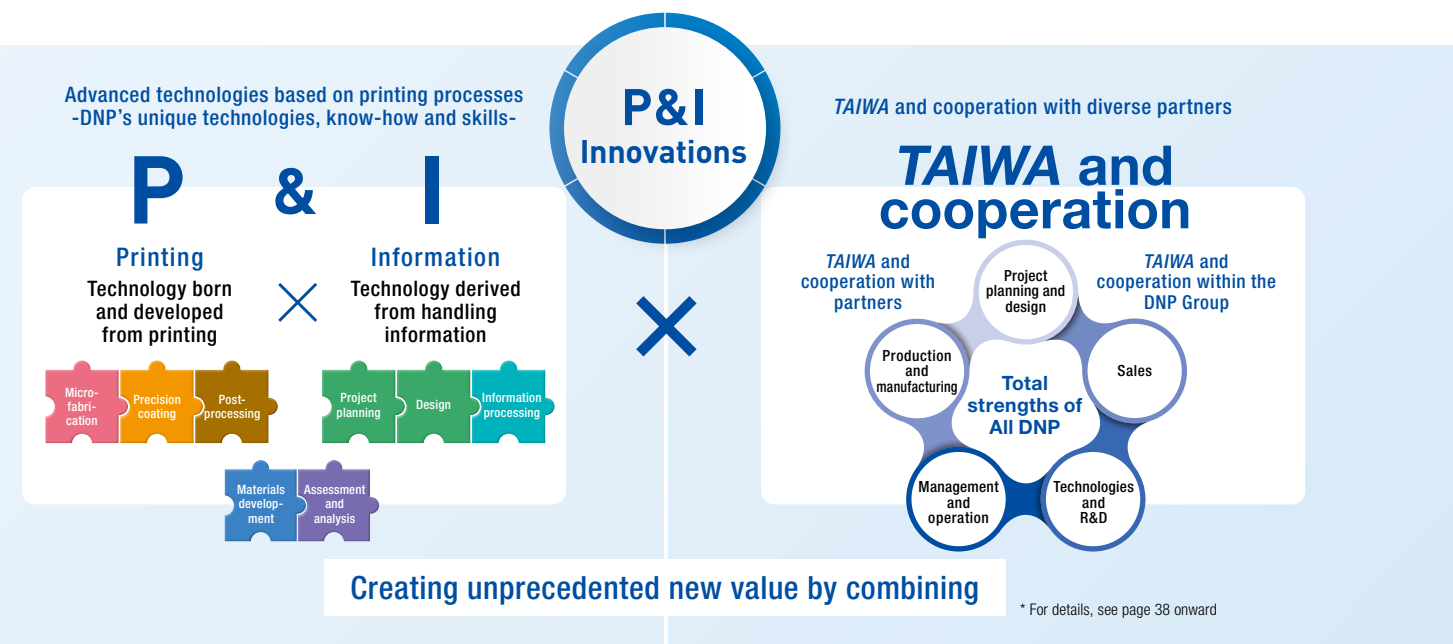 P&I
Innovations
Advanced technologies based on printing processes
-DNP's unique technologies, know-how and skills-
P & I
Printing
Technology born
and developed
from printing
Information
Technology derived
from handling
information
Micro-
fabri-
cation
Precision
coating
Post-
processing
Project
planning
Design
Information
processing
Materials
develop-
ment
Assessment
and
analysis
TAIWA and cooperation with diverse partners
TAIWA and
cooperation
TAIWA and
cooperation with
partners
TAIWA and
cooperation within the
DNP Group
Project
planning and
design
Production
and
manufacturing
Sales
Total
strengths of
All DNP
Management
and
operation
Technologies
and
R&D
Creating unprecedented new value by combining
* For details, see page 38 onward